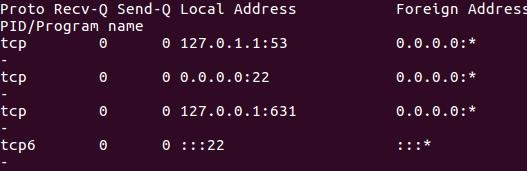 Proto Recv-Q Send-Q Local Address Foreign Address
PID/Program name
tcp 0 0 127.0.1.1:53 0.0.0.0:*
-
tcp 0 0 0.0.0.0:22 0.0.0.0:*
-
tcp 0 0 127.0.0.1:631 0.0.0.0:*
-
tcp6 0 0 :::22 :::*
-